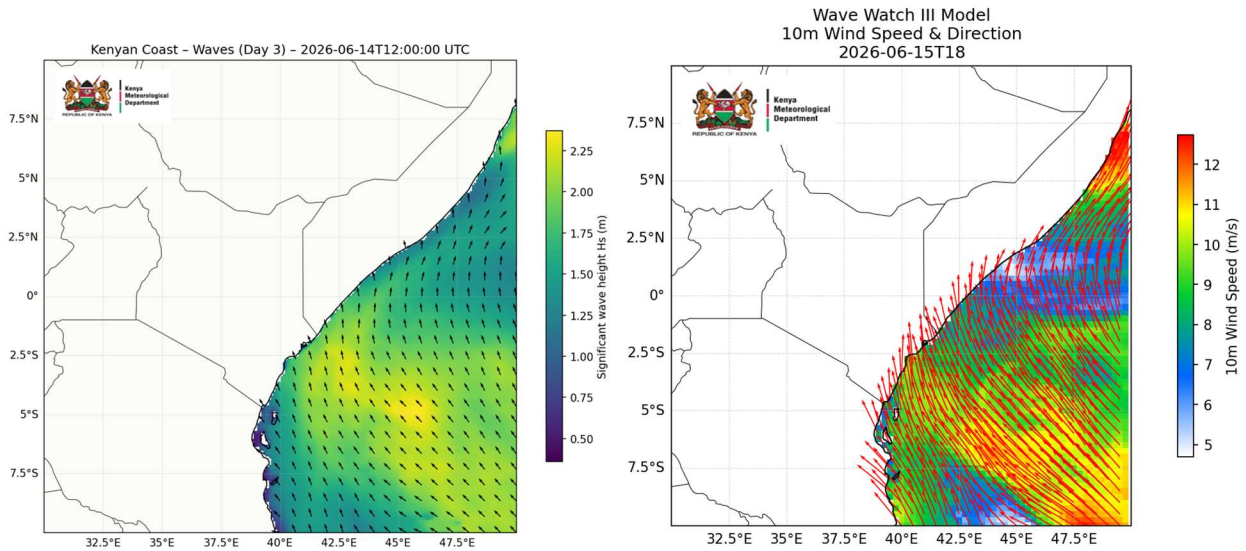 Kenyan Coast – Waves (Day 3) – 2026-06-14T12:00:00 UTC
Kenya
Meteorological
Department
REPUBLIC OF KENYA
7.5°N
5°N
2.5°N
0°
2.5°S
5°S
7.5°S
32.5°E 35°E 37.5°E 40°E 42.5°E 45°E 47.5°E
2.25
2.00
1.75
1.50
1.25
1.00
0.75
0.50
Significant wave height Hs (m)
Wave Watch III Model
10m Wind Speed & Direction
2026-06-15T18
Kenya
Meteorological
Department
REPUBLIC OF KENYA
7.5°N
5°N
2.5°N
0°
2.5°S
5°S
7.5°S
32.5°E 35°E 37.5°E 40°E 42.5°E 45°E 47.5°E
12
11
10
9
8
7
6
5
10m Wind Speed (m/s)